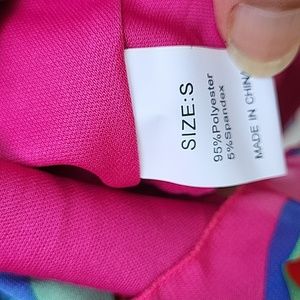 SIZE:S
95%Polyester
5%Spandex
MADE IN CHINA